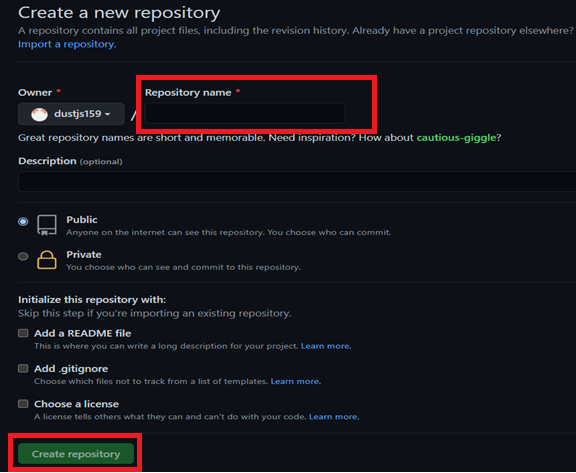 Create a new repository
A repository contains all project files, including the revision history. Already have a project repository elsewhere?
Import a repository.
Owner * Repository name *
dustjs159 /
Great repository names are short and memorable. Need inspiration? How about cautious-giggle?
Description (optional)
Public
Anyone on the internet can see this repository. You choose who can commit.
Private
You choose who can see and commit to this repository.
Initialize this repository with:
Skip this step if you're importing an existing repository.
Add a README file
This is where you can write a long description for your project. Learn more.
Add .gitignore
Choose which files not to track from a list of templates. Learn more.
Choose a license
A license tells others what they can and can't do with your code. Learn more.
Create repository